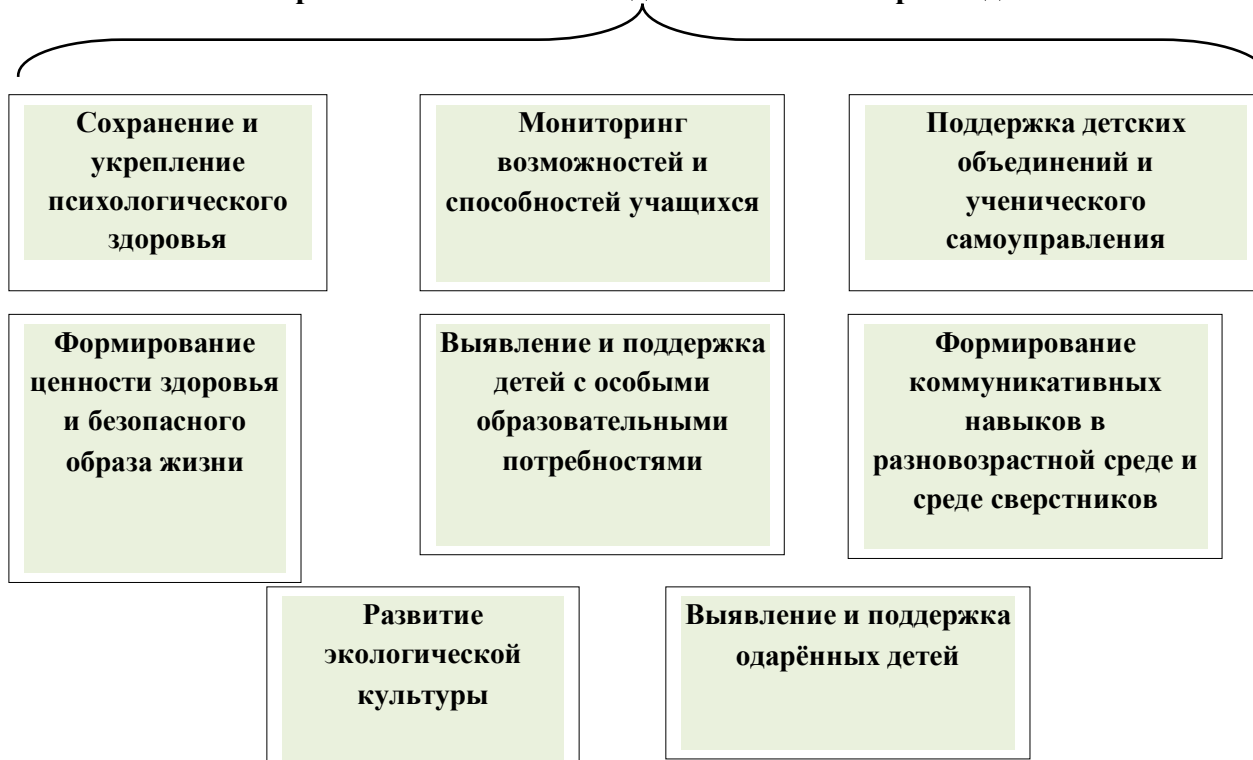 Сохранение и
укрепление
психологического
здоровья
Мониторинг
возможностей и
способностей учащихся
Поддержка детских
объединений и
ученического
самоуправления
Формирование
ценности здоровья
и безопасного
образа жизни
Выявление и поддержка
детей с особыми
образовательными
потребностями
Формирование
коммуникативных
навыков в
разновозрастной среде и
среде сверстников
Развитие
экологической
культуры
Выявление и поддержка
одарённых детей